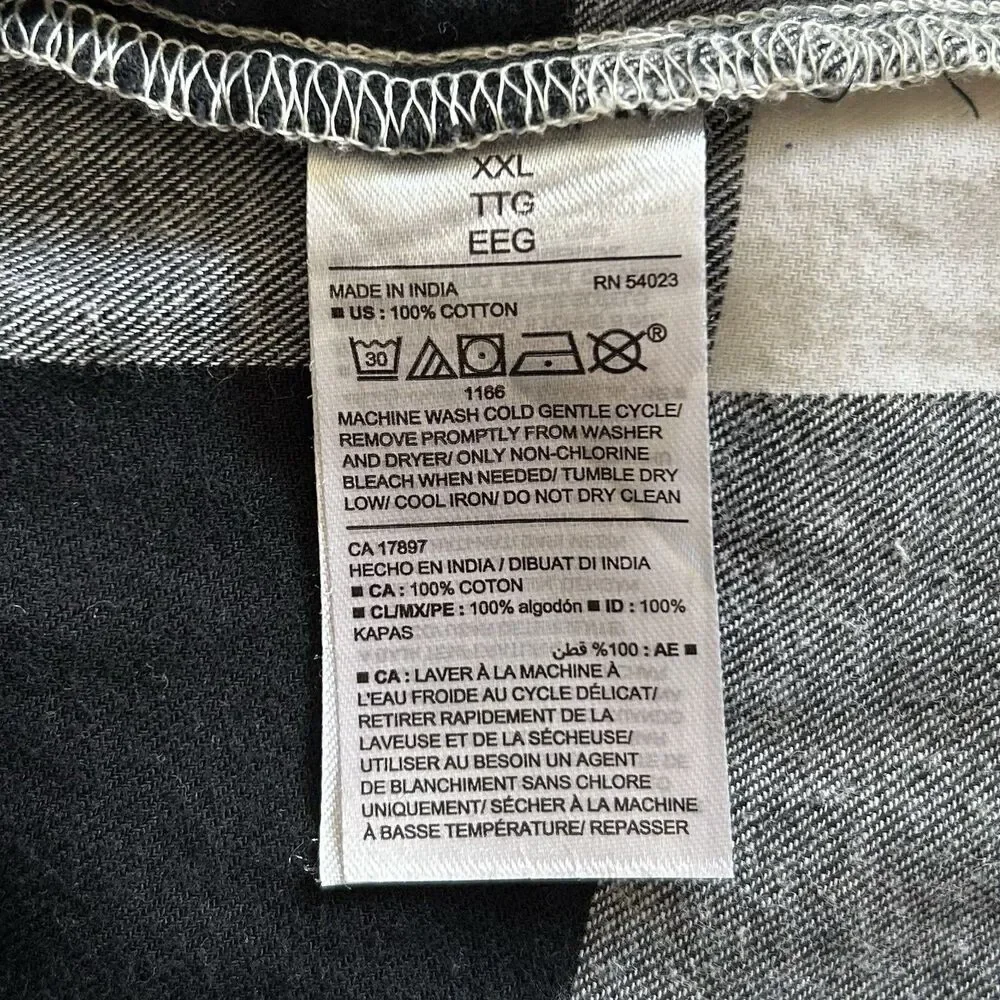 XXL
TTG
EEG
MADE IN INDIA RN 54023
■ US : 100% COTTON
30 ®
1166
MACHINE WASH COLD GENTLE CYCLE/
REMOVE PROMPTLY FROM WASHER
AND DRYER/ ONLY NON-CHLORINE
BLEACH WHEN NEEDED/ TUMBLE DRY
LOW/ COOL IRON/ DO NOT DRY CLEAN
CA 17897
HECHO EN INDIA / DIBUAT DI INDIA
■ CA : 100% COTON
■ CL/MX/PE : 100% algodón ■ ID : 100%
KAPAS
■ AE : 100% قطن
■ CA : LAVER À LA MACHINE À
L'EAU FROIDE AU CYCLE DÉLICAT/
RETIRER RAPIDEMENT DE LA
LAVEUSE ET DE LA SÉCHEUSE/
UTILISER AU BESOIN UN AGENT
DE BLANCHIMENT SANS CHLORE
UNIQUEMENT/ SÉCHER À LA MACHINE
À BASSE TEMPÉRATURE/ REPASSER